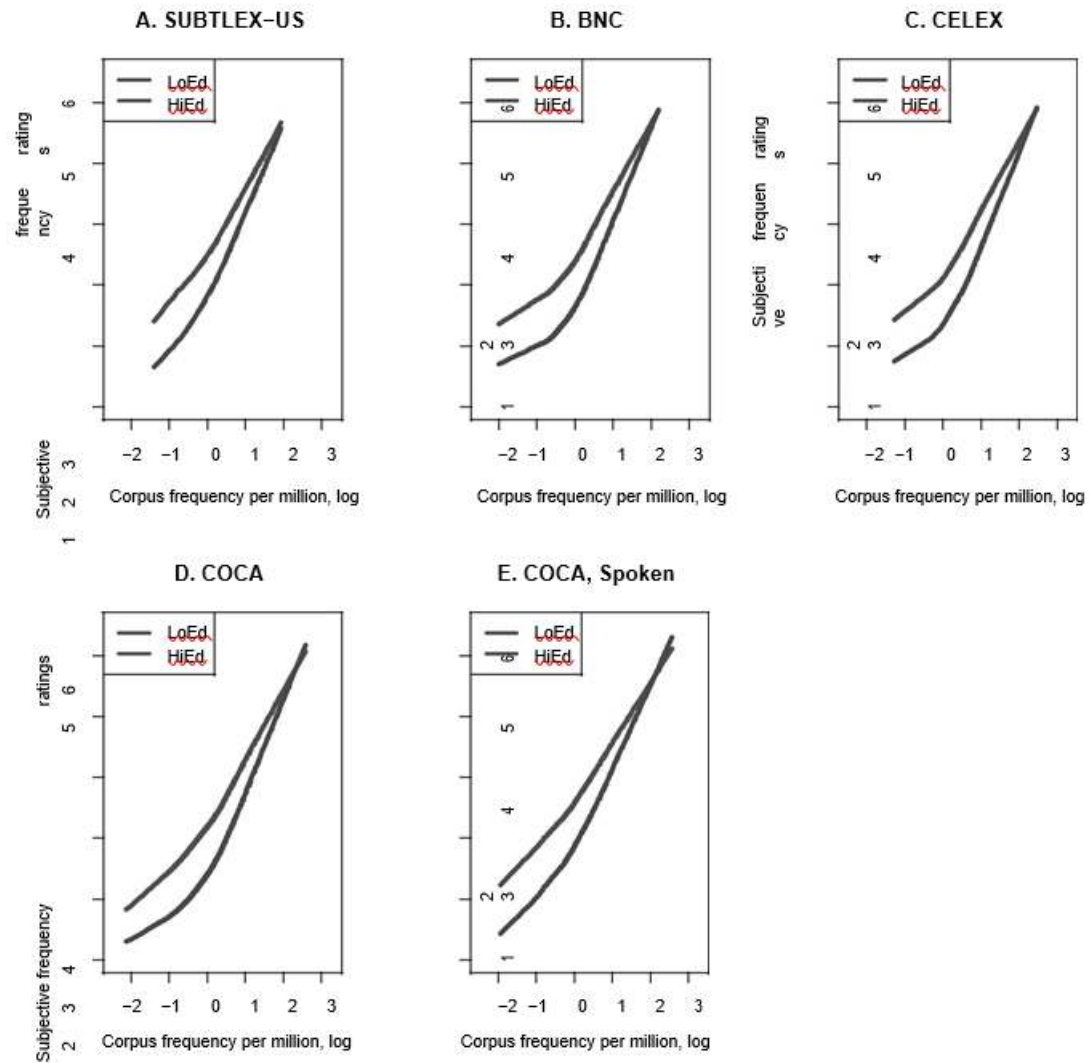 A. SUBTLEX−US
B. BNC
C. CELEX
LoEd
HiEd
LoEd
HiEd
LoEd
HiEd
Subjective
freque
ncy
rating
s
1
2
3
4
5
6
1
2
3
4
5
6
Subjecti
ve
frequen
cy
rating
s
1
2
3
4
5
6
−2 −1 0 1 2 3
−2 −1 0 1 2 3
−2 −1 0 1 2 3
Corpus frequency per million, log
Corpus frequency per million, log
Corpus frequency per million, log
D. COCA
E. COCA, Spoken
LoEd
HiEd
LoEd
HiEd
Subjective frequency
ratings
2
3
4
5
6
1
2
3
4
5
6
−2 −1 0 1 2 3
−2 −1 0 1 2 3
Corpus frequency per million, log
Corpus frequency per million, log